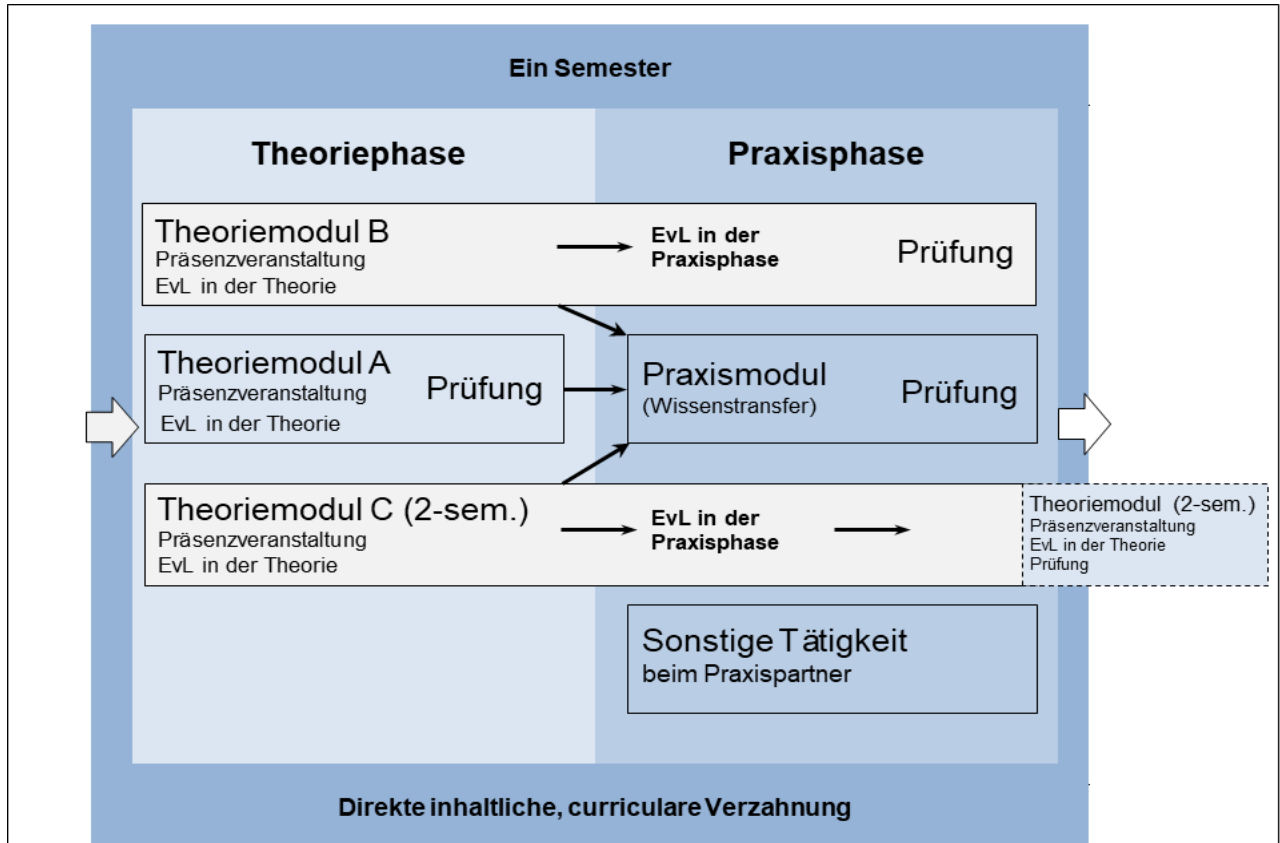 Ein Semester
Theoriephase
Praxisphase
Theoriemodul B
Präsenzveranstaltung
EvL in der Theorie
EvL in der
Praxisphase
Prüfung
Theoriemodul A
Präsenzveranstaltung
EvL in der Theorie
Prüfung
Praxismodul
(Wissenstransfer)
Prüfung
Theoriemodul C (2-sem.)
Präsenzveranstaltung
EvL in der Theorie
EvL in der
Praxisphase
Theoriemodul (2-sem.)
Präsenzveranstaltung
EvL in der Theorie
Prüfung
Sonstige Tätigkeit
beim Praxispartner
Direkte inhaltliche, curriculare Verzahnung